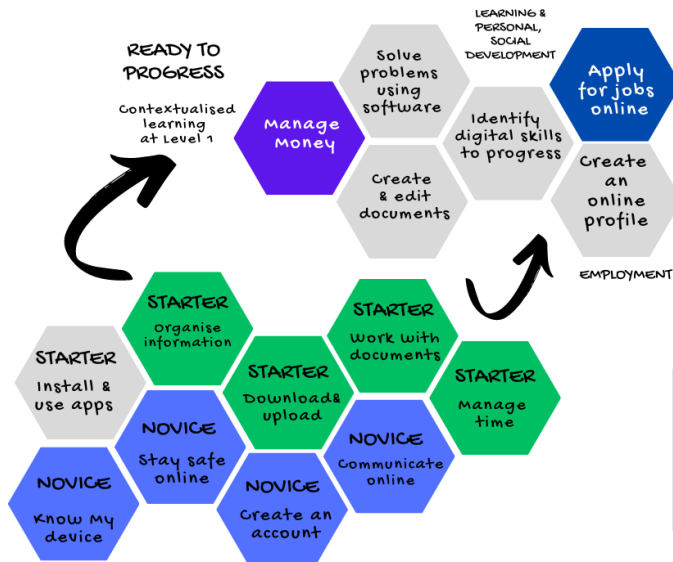 READY TO
PROGRESS
Contextualised
learning
at Level 1
LEARNING &
PERSONAL,
SOCIAL
DEVELOPMENT
Solve
problems
using
software
Apply
for jobs
online
Manage
Money
Identify
digital skills
to progress
Create
& edit
documents
Create
an
online
profile
EMPLOYMENT
STARTER
Organise
information
STARTER
Work with
documents
STARTER
Install &
use apps
STARTER
Download&
upload
STARTER
Manage
time
NOVICE
Stay safe
online
NOVICE
Communicate
online
NOVICE
Know My
device
NOVICE
Create an
account